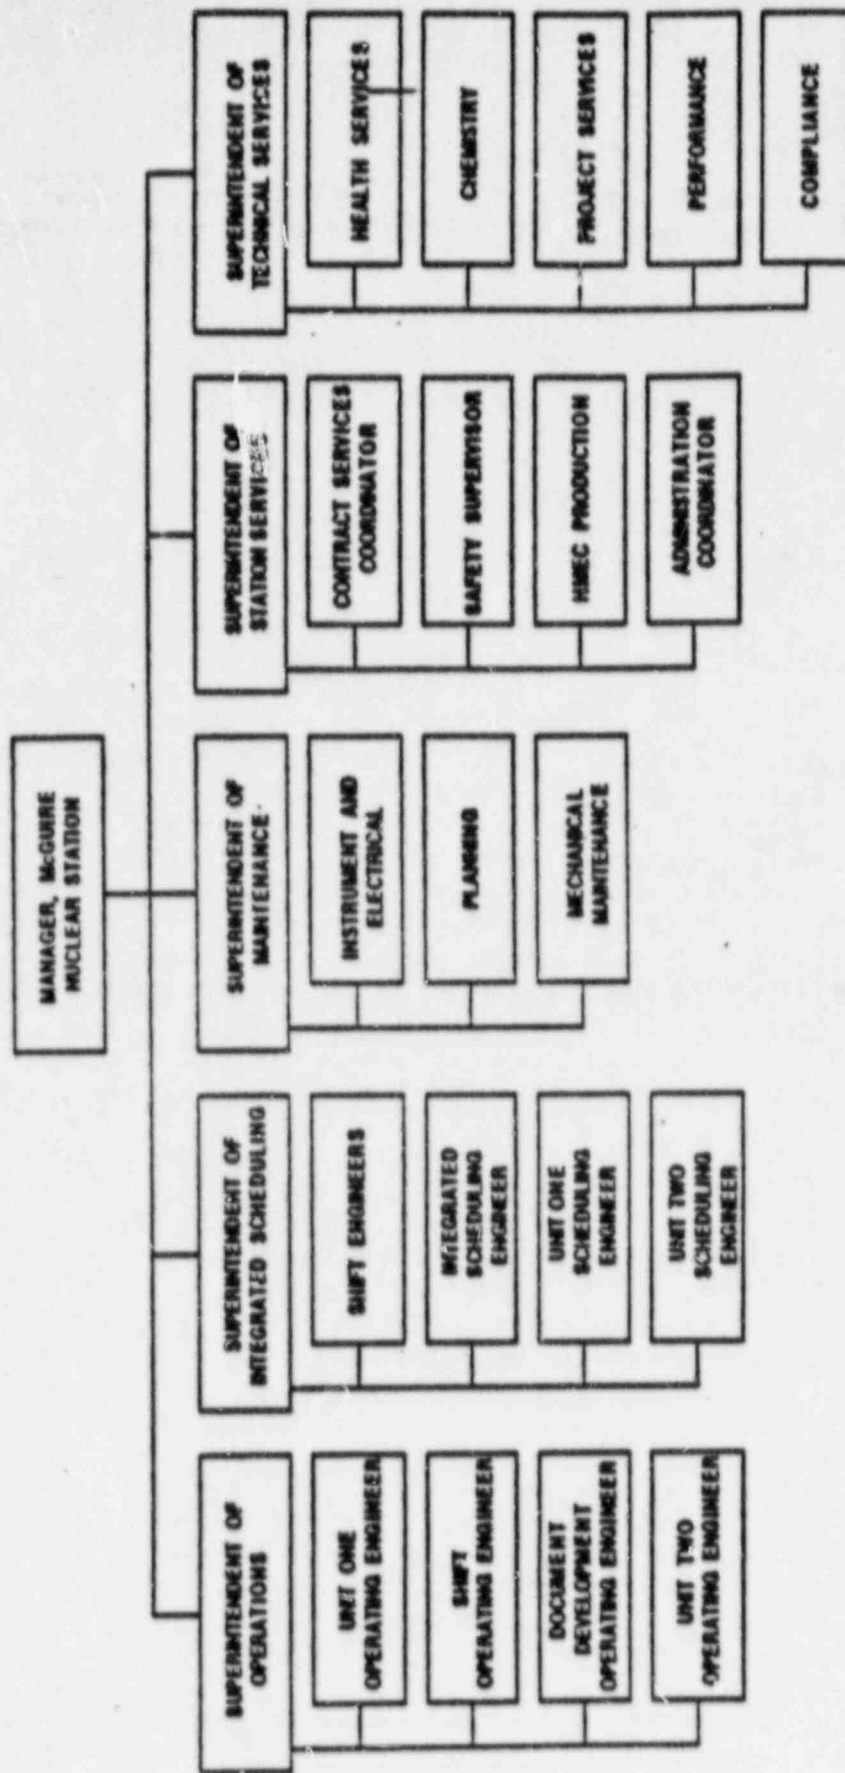 MANAGER, McGUIRE
NUCLEAR STATION
SUPERINTENDENT OF
OPERATIONS
UNIT ONE
OPERATING ENGINEER
SHIFT
OPERATING ENGINEER
DOCUMENT
DEVELOPMENT
OPERATING ENGINEER
UNIT TWO
OPERATING ENGINEER
SUPERINTENDENT OF
INTEGRATED SCHEDULING
SHIFT ENGINEERS
INTEGRATED
SCHEDULING
ENGINEER
UNIT ONE
SCHEDULING
ENGINEER
UNIT TWO
SCHEDULING
ENGINEER
SUPERINTENDENT OF
MAINTENANCE
INSTRUMENT AND
ELECTRICAL
PLANNING
MECHANICAL
MAINTENANCE
SUPERINTENDENT OF
STATION SERVICES
CONTRACT SERVICES
COORDINATOR
SAFETY SUPERVISOR
HMEC PRODUCTION
ADMINISTRATION
COORDINATOR
SUPERINTENDENT OF
TECHNICAL SERVICES
HEALTH SERVICES
CHEMISTRY
PROJECT SERVICES
PERFORMANCE
COMPLIANCE